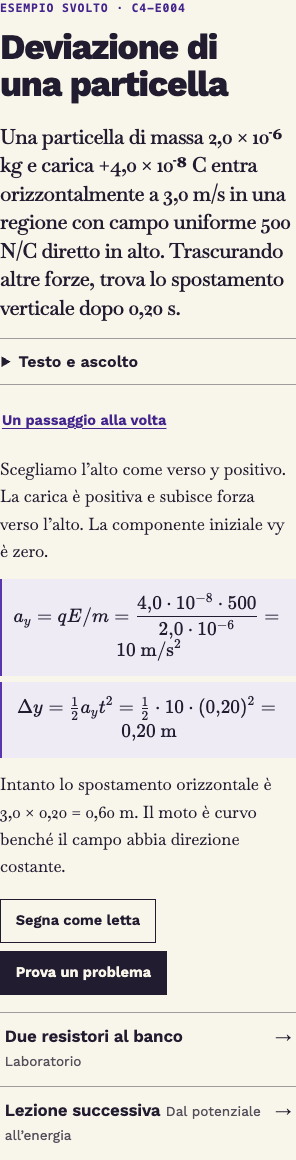 ESEMPIO SVOLTO · C4–E004
Deviazione di
una particella
Una particella di massa 2,0 × 10⁻⁶
kg e carica +4,0 × 10⁻⁸ C entra
orizzontalmente a 3,0 m/s in una
regione con campo uniforme 500
N/C diretto in alto. Trascurando
altre forze, trova lo spostamento
verticale dopo 0,20 s.
▶ Testo e ascolto
Un passaggio alla volta
Scegliamo l’alto come verso y positivo.
La carica è positiva e subisce forza
verso l’alto. La componente iniziale vy
è zero.
a_y = qE/m = (4,0 · 10⁻⁸ · 500)/(2,0 · 10⁻⁶) =
10 m/s²
Δy = ½a_yt² = ½ · 10 · (0,20)² =
0,20 m
Intanto lo spostamento orizzontale è
3,0 × 0,20 = 0,60 m. Il moto è curvo
benché il campo abbia direzione
costante.
Segna come letta
Prova un problema
Due resistori al banco →
Laboratorio
Lezione successiva Dal potenziale →
all’energia